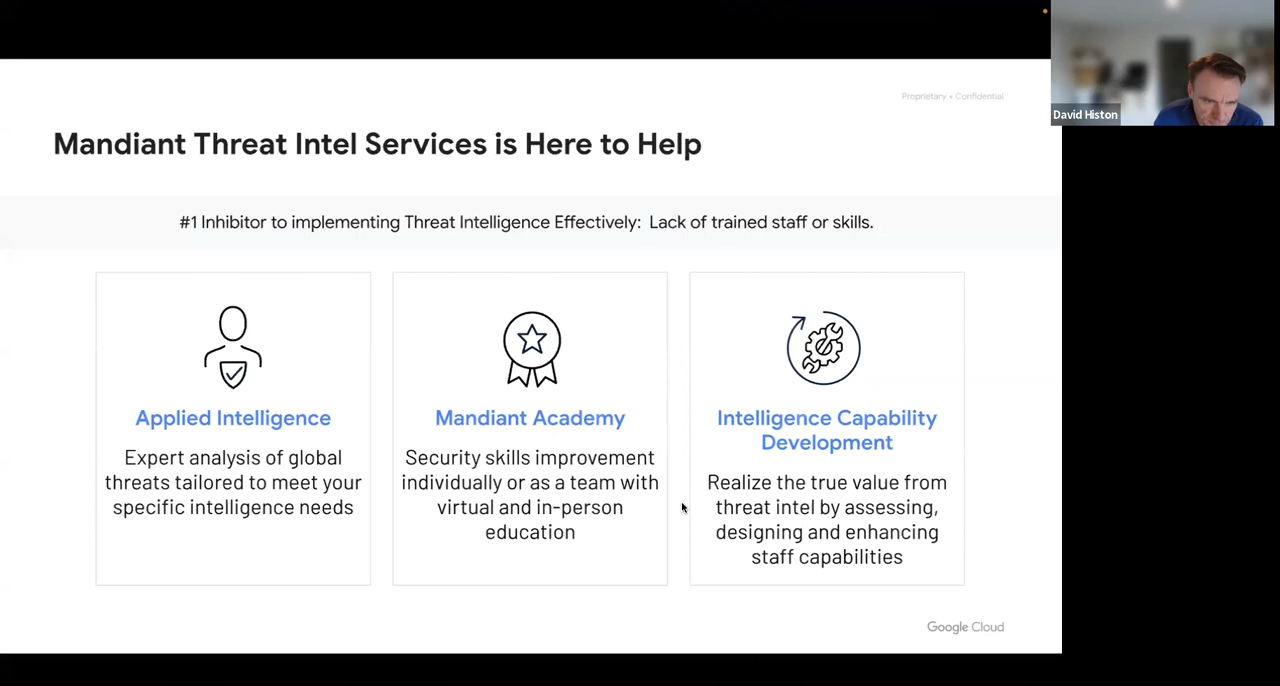 Proprietary + Confidential
David Histon
Mandiant Threat Intel Services is Here to Help
#1 Inhibitor to implementing Threat Intelligence Effectively:  Lack of trained staff or skills.
Applied Intelligence
Expert analysis of global
threats tailored to meet your
specific intelligence needs
Mandiant Academy
Security skills improvement
individually or as a team with
virtual and in-person
education
Intelligence Capability
Development
Realize the true value from
threat intel by assessing,
designing and enhancing
staff capabilities
Google Cloud